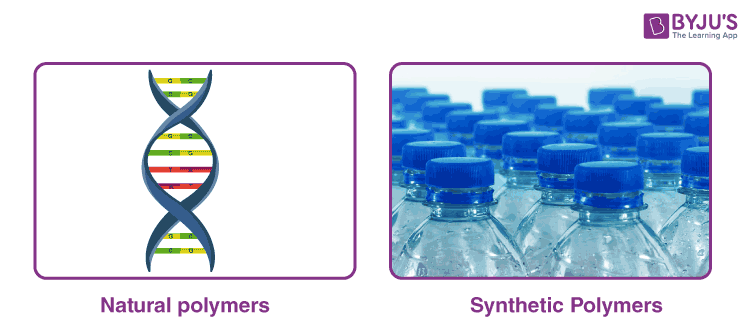 BYJU'S
The Learning App
Natural polymers
Synthetic Polymers